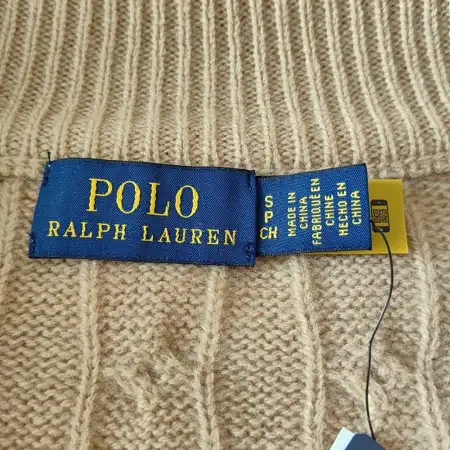 POLO
RALPH LAUREN
S
P
CH
MADE IN
CHINA
FABRIQUÉ EN
CHINE
HECHO EN
CHINA